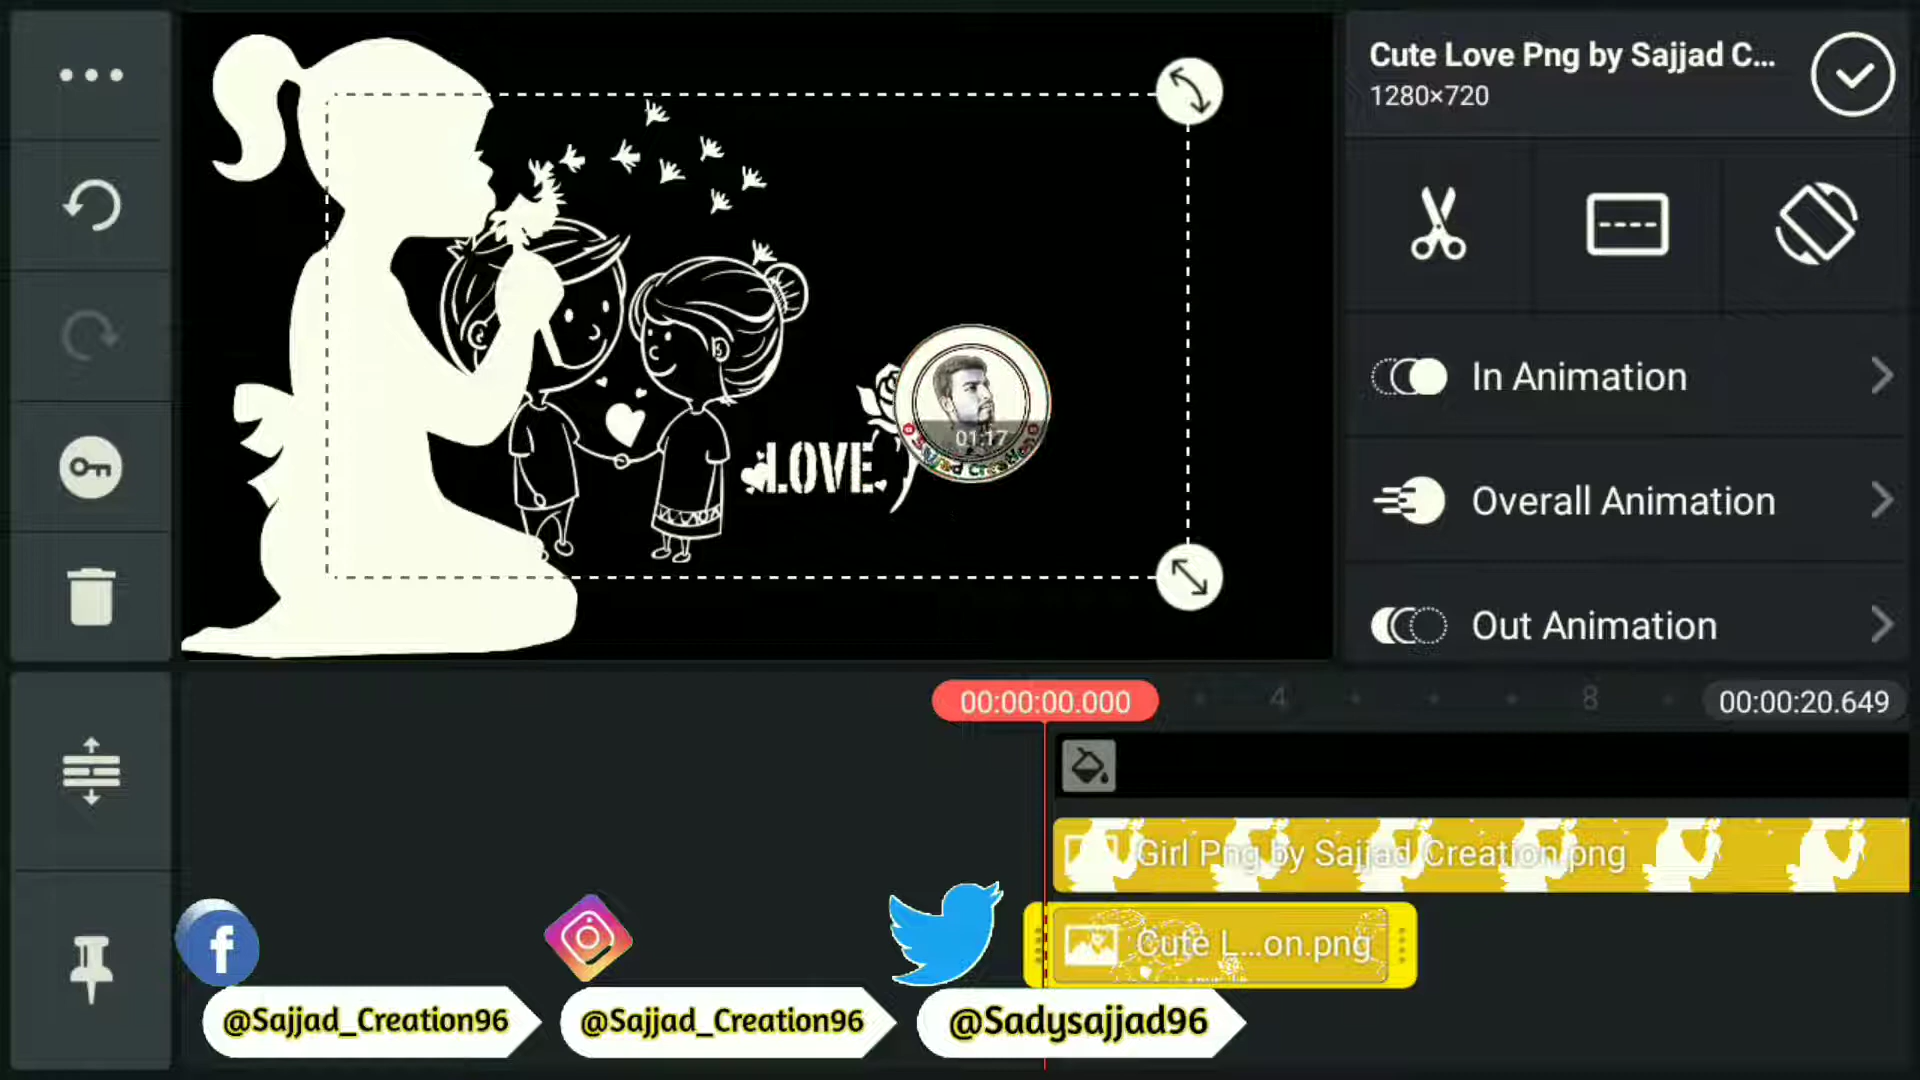 Cute Love Png by Sajjad C...
1280×720
In Animation
Overall Animation
Out Animation
LOVE
01:17
Sajjad Creation
00:00:00.000
4
8
00:00:20.649
Girl Png by Sajjad Creation.png
Cute L...on.png
@Sajjad_Creation96
@Sajjad_Creation96
@Sadysajjad96